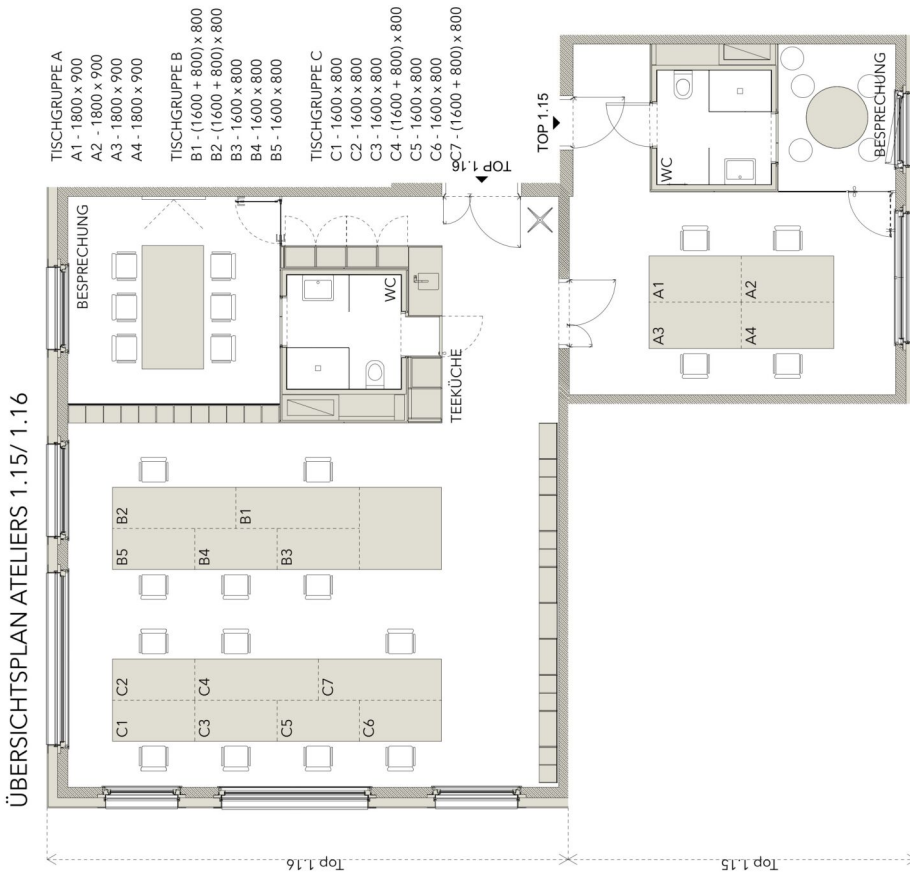 ÜBERSICHTSPLAN ATELIERS 1.15/ 1.16
TISCHGRUPPE A
A1 - 1800 x 900
A2 - 1800 x 900
A3 - 1800 x 900
A4 - 1800 x 900
TISCHGRUPPE B
B1 - (1600 + 800) x 800
B2 - (1600 + 800) x 800
B3 - 1600 x 800
B4 - 1600 x 800
B5 - 1600 x 800
TISCHGRUPPE C
C1 - 1600 x 800
C2 - 1600 x 800
C3 - 1600 x 800
C4 - (1600 + 800) x 800
C5 - 1600 x 800
C6 - 1600 x 800
C7 - (1600 + 800) x 800
BESPRECHUNG
WC
TEEKÜCHE
TOP 1.16
TOP 1.15
WC
BESPRECHUNG
B5
B2
B4
B1
B3
C1
C2
C3
C4
C5
C7
C6
A3
A1
A4
A2
Top 1.16
Top 1.15